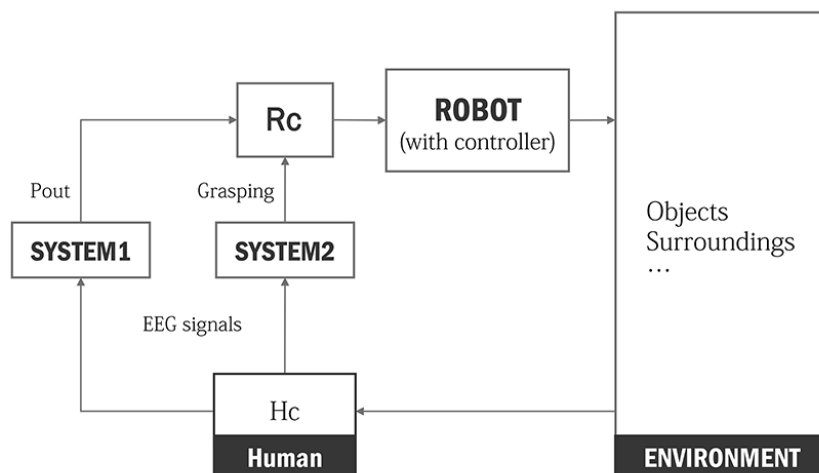 Rc
ROBOT
(with controller)
Pout
Grasping
Objects
Surroundings
...
SYSTEM1
SYSTEM2
EEG signals
Hc
Human
ENVIRONMENT